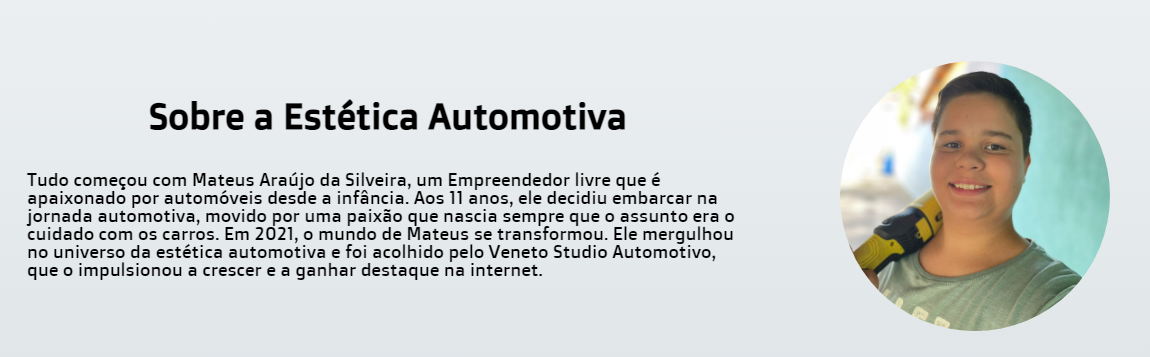 Sobre a Estética Automotiva
Tudo começou com Mateus Araújo da Silveira, um Empreendedor livre que é
apaixonado por automóveis desde a infância. Aos 11 anos, ele decidiu embarcar na
jornada automotiva, movido por uma paixão que nascia sempre que o assunto era o
cuidado com os carros. Em 2021, o mundo de Mateus se transformou. Ele mergulhou
no universo da estética automotiva e foi acolhido pelo Veneto Studio Automotivo,
que o impulsionou a crescer e a ganhar destaque na internet.